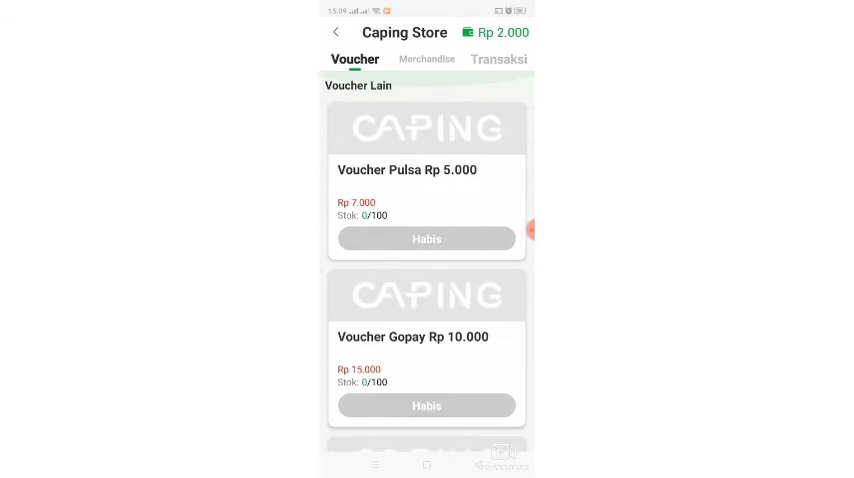 15.09
Caping Store
Rp 2.000
Voucher
Merchandise
Transaksi
Voucher Lain
CAPING
Voucher Pulsa Rp 5.000
Rp 7.000
Stok: 0/100
Habis
CAPING
Voucher Gopay Rp 10.000
Rp 15.000
Stok: 0/100
Habis